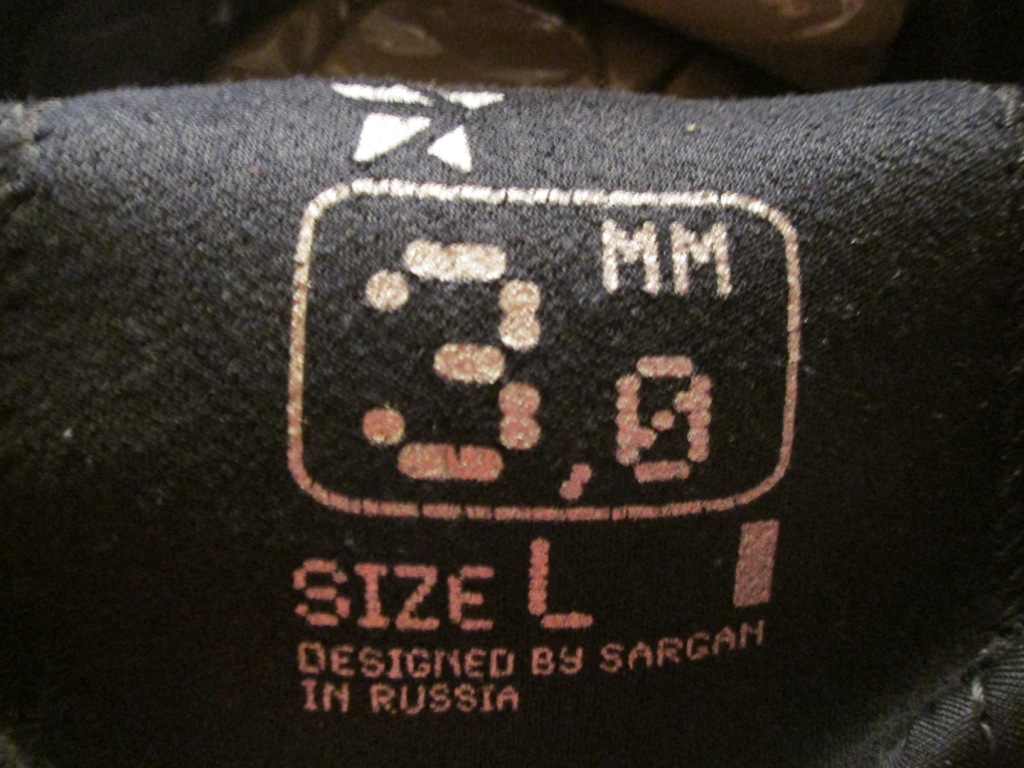 MM
3,0
SIZE L
DESIGNED BY SARGAN
IN RUSSIA